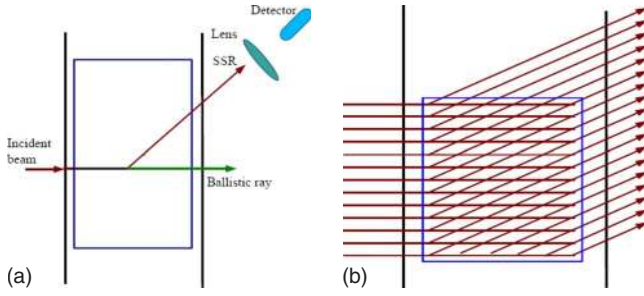 Detector
Lens
SSR
Incident
beam
Ballistic ray
(a)
(b)